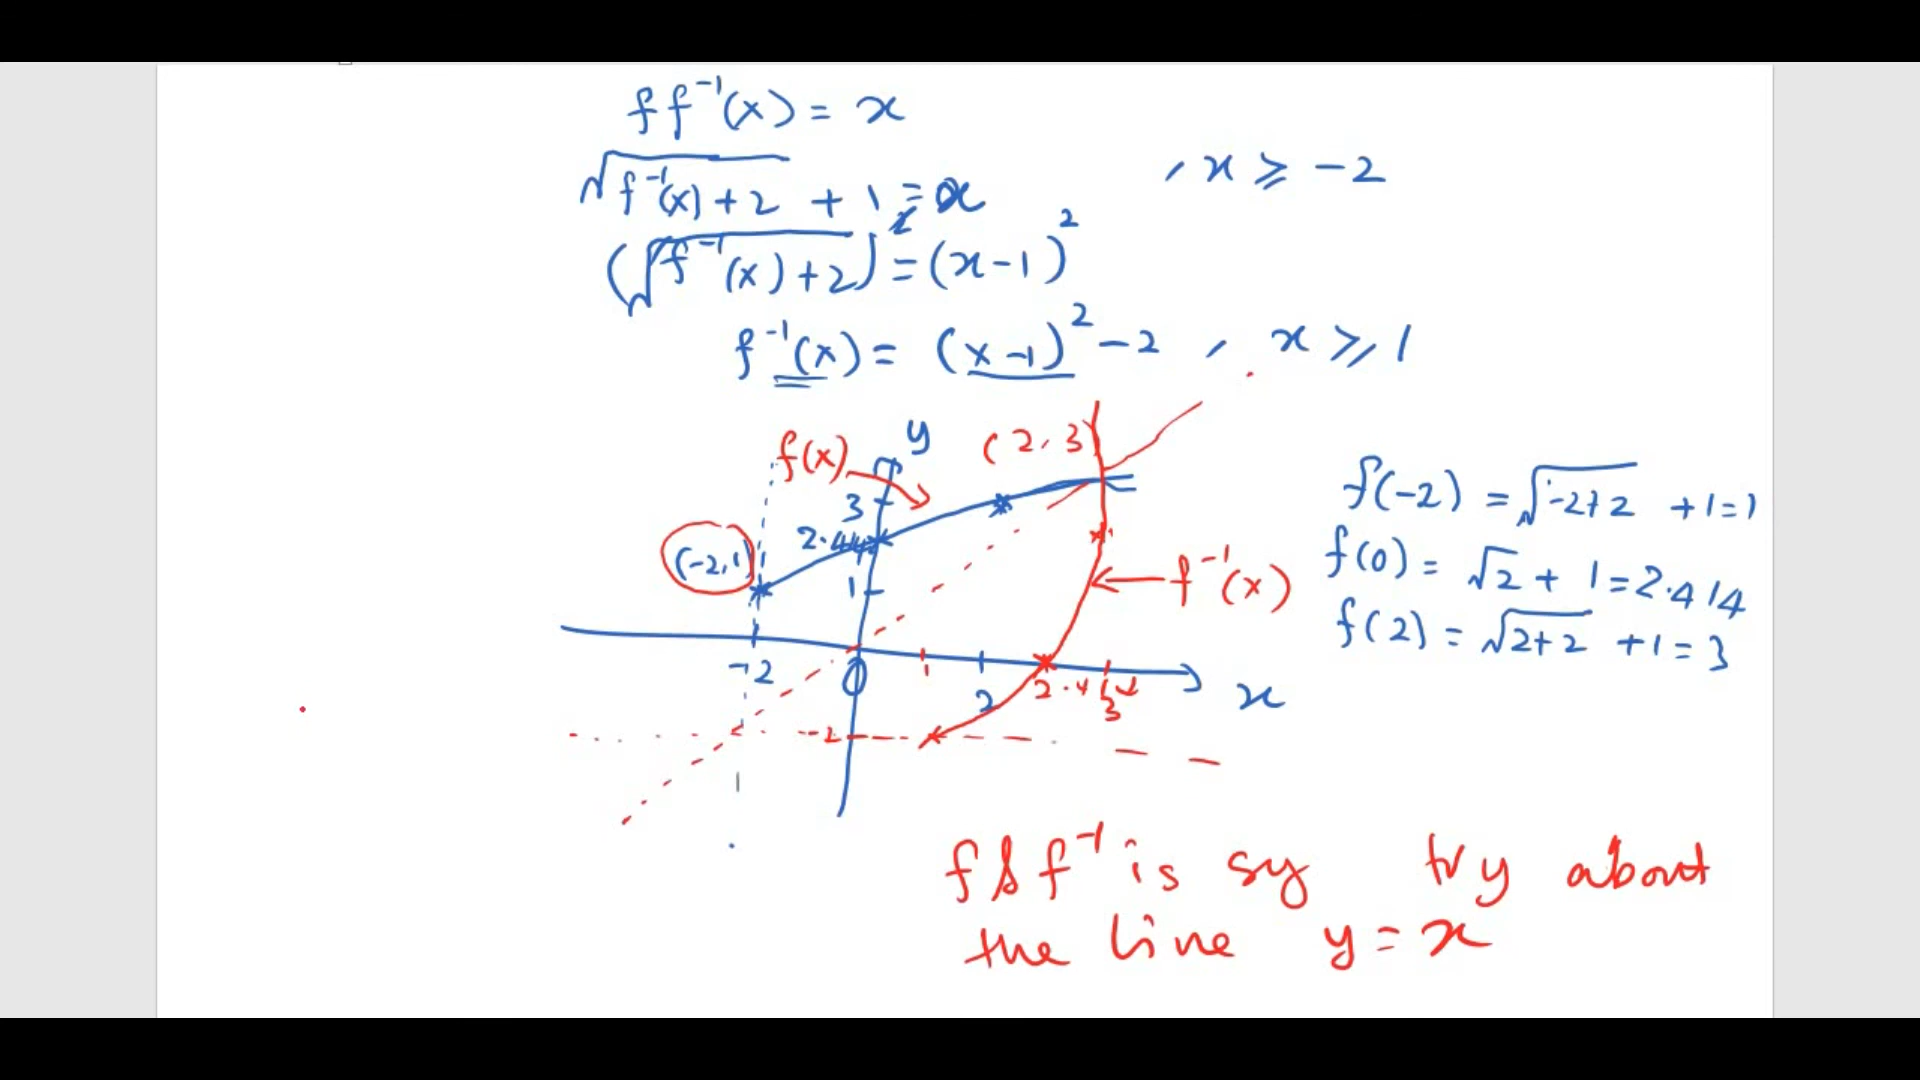 f f⁻¹(x) = x
√(f⁻¹(x) + 2) + 1 = x , x ⩾ -2
(√(f⁻¹(x) + 2))² = (x - 1)²
f⁻¹(x) = (x - 1)² - 2 , x ⩾ 1
y
f(x)
(2, 3)
3
2.414
(-2, 1)
1
f⁻¹(x)
-2
0
1
2
2.4
3
x
-2
f(-2) = √(-2+2) + 1 = 1
f(0) = √2 + 1 = 2.414
f(2) = √(2+2) + 1 = 3
f & f⁻¹ is sy try about
the line y = x